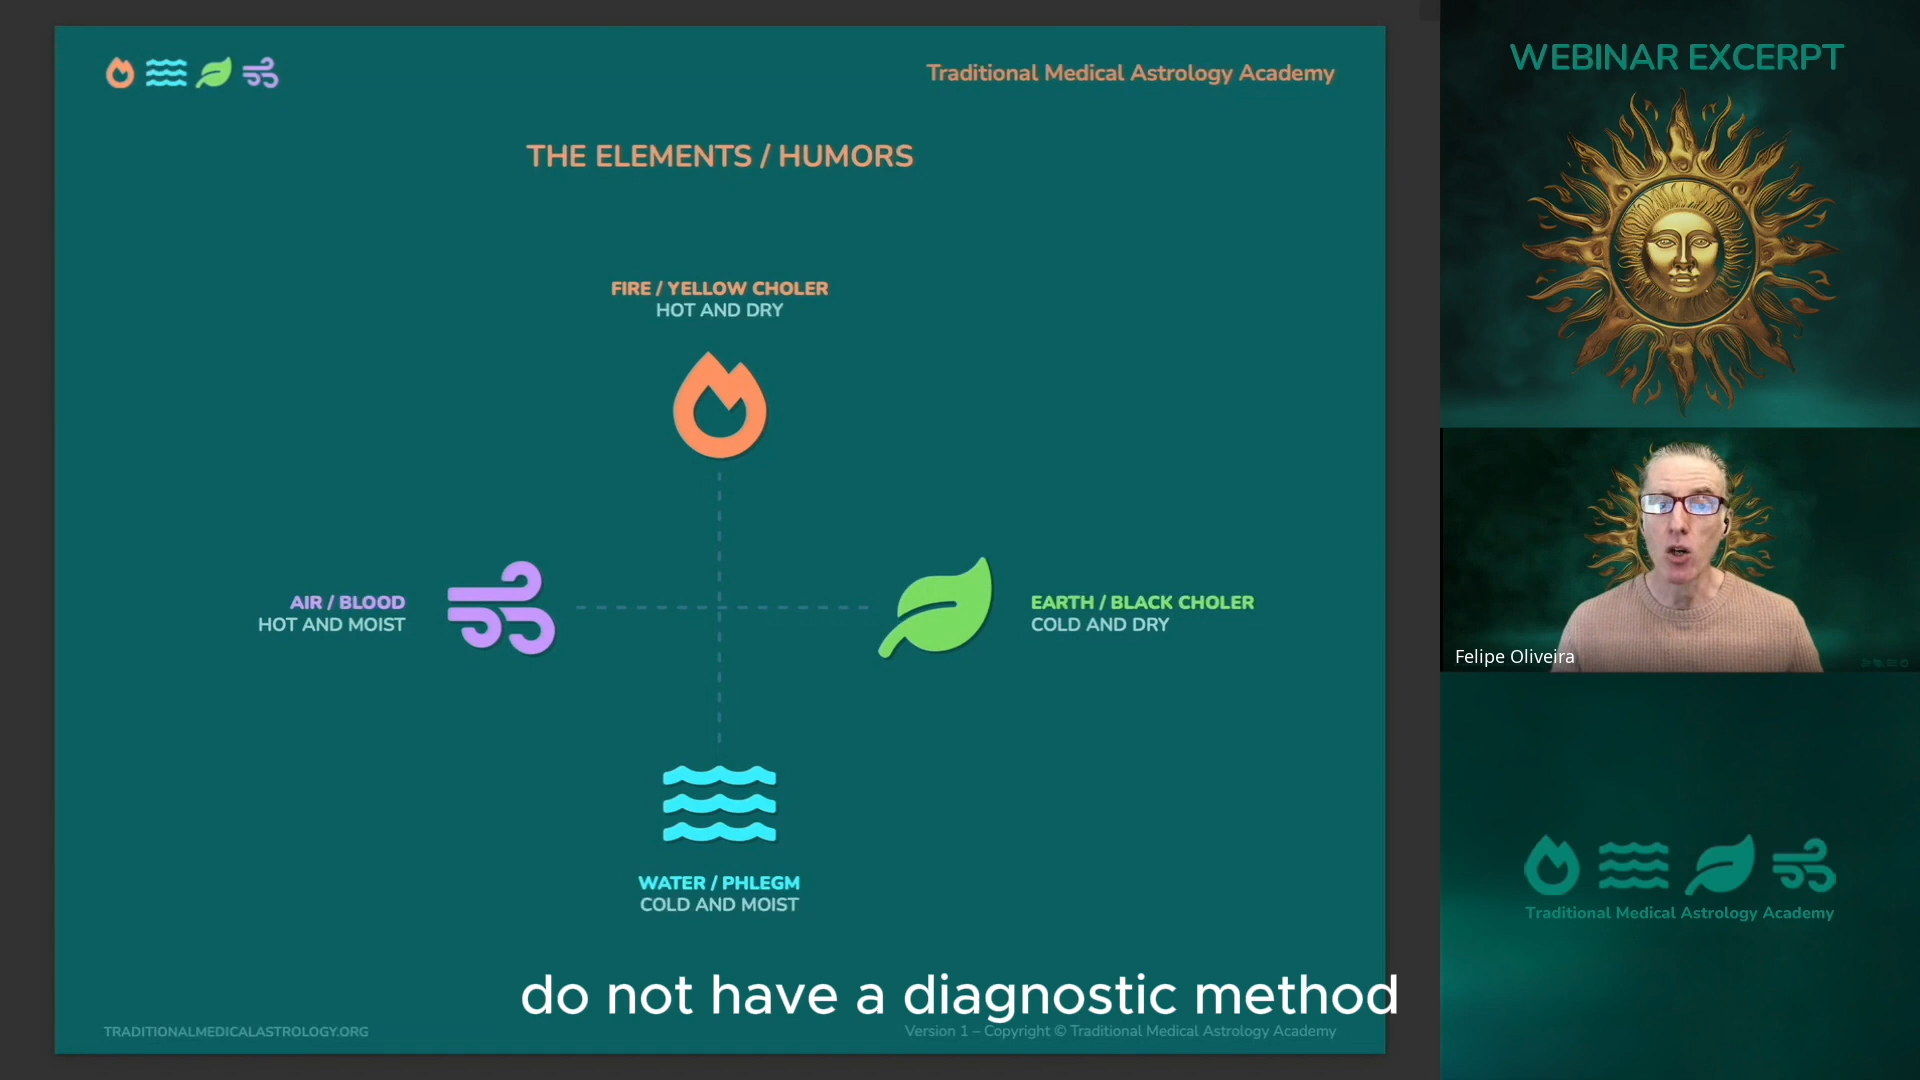 Traditional Medical Astrology Academy
THE ELEMENTS / HUMORS
FIRE / YELLOW CHOLER
HOT AND DRY
AIR / BLOOD
HOT AND MOIST
EARTH / BLACK CHOLER
COLD AND DRY
WATER / PHLEGM
COLD AND MOIST
do not have a diagnostic method
TRADITIONALMEDICALASTROLOGY.ORG
Version 1 – Copyright © Traditional Medical Astrology Academy
WEBINAR EXCERPT
Felipe Oliveira
Traditional Medical Astrology Academy